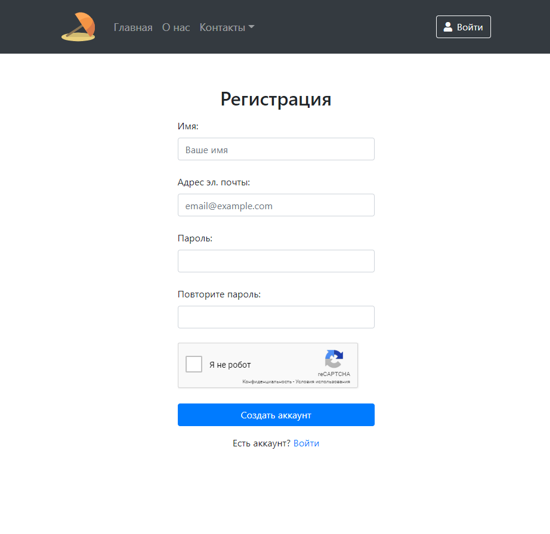 Главная О нас Контакты Войти
Регистрация
Имя:
Ваше имя
Адрес эл. почты:
email@example.com
Пароль:
Повторите пароль:
Я не робот
reCAPTCHA
Конфиденциальность - Условия использования
Создать аккаунт
Есть аккаунт? Войти